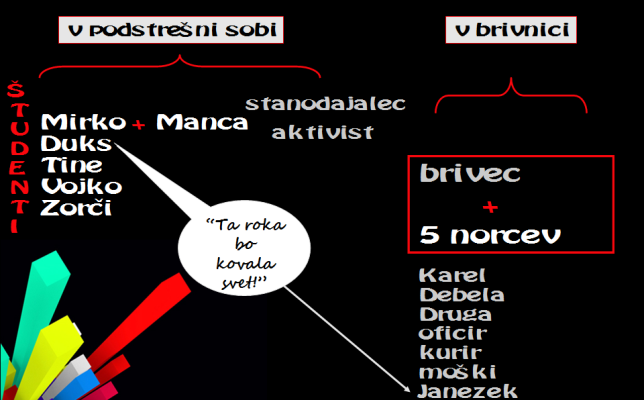 v podstrešni sobi
v brivnici
ŠTUDENTI
stanodajalec
aktivist
Mirko + Manca
Duks
Tine
Vojko
Zorči
"Ta roka
bo
kovala
svet!"
brivec
+
5 norcev
Karel
Debela
Druga
oficir
kurir
moški
Janezek